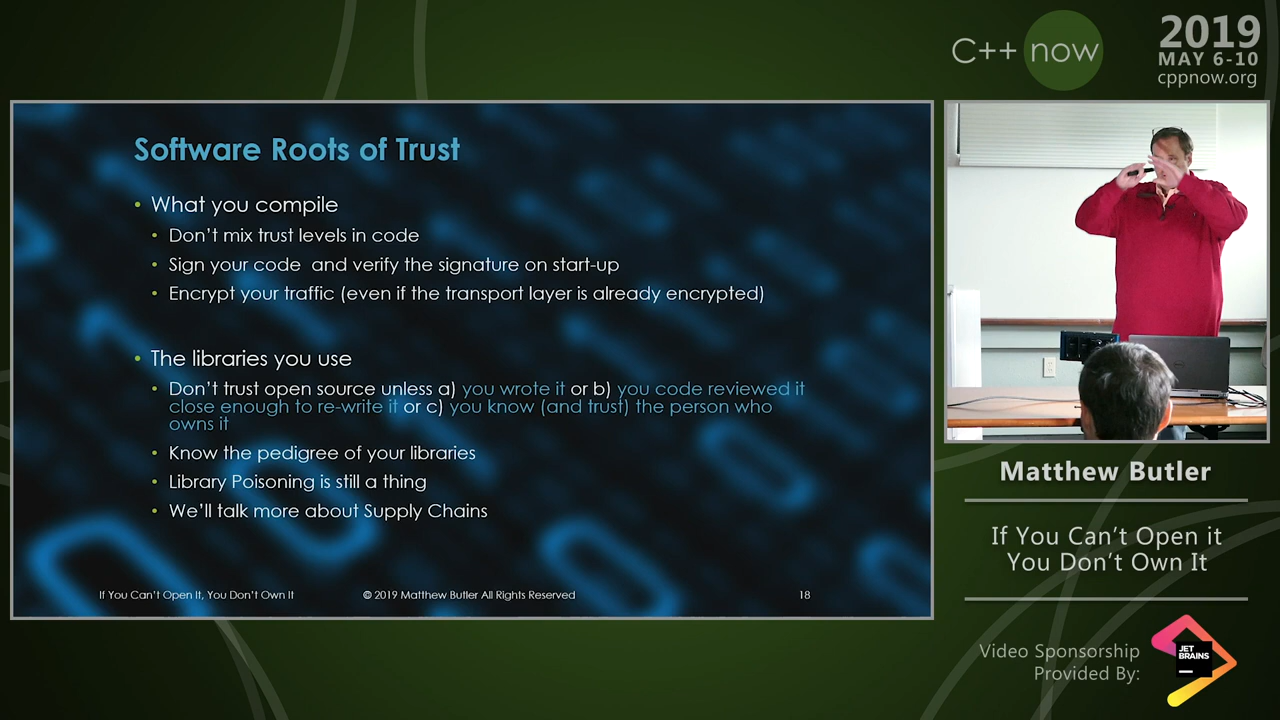 C++ now
2019
MAY 6-10
cppnow.org
Software Roots of Trust
• What you compile
• Don't mix trust levels in code
• Sign your code  and verify the signature on start-up
• Encrypt your traffic (even if the transport layer is already encrypted)
• The libraries you use
• Don't trust open source unless a) you wrote it or b) you code reviewed it
close enough to re-write it or c) you know (and trust) the person who
owns it
• Know the pedigree of your libraries
• Library Poisoning is still a thing
• We'll talk more about Supply Chains
If You Can't Open It, You Don't Own It
© 2019 Matthew Butler All Rights Reserved
18
Matthew Butler
If You Can't Open it
You Don't Own It
Video Sponsorship
Provided By:
JET
BRAINS